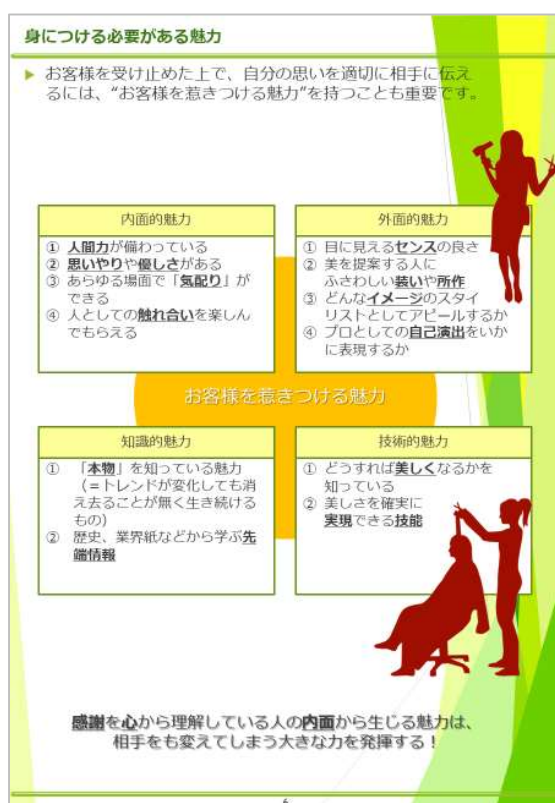 身につける必要がある魅力
▶ お客様を受け止めた上で、自分の思いを適切に相手に伝え
るには、“お客様を惹きつける魅力”を持つことも重要です。
内面的魅力
① 人間力が備わっている
② 思いやりや優しさがある
③ あらゆる場面で「気配り」が
できる
④ 人としての触れ合いを楽しん
でもらえる
外面的魅力
① 目に見えるセンスの良さ
② 美を提案する人に
ふさわしい装いや所作
③ どんなイメージのスタイ
リストとしてアピールするか
④ プロとしての自己演出をいか
に表現するか
お客様を惹きつける魅力
知識的魅力
① 「本物」を知っている魅力
（＝トレンドが変化しても消
え去ることが無く生き続ける
もの）
② 歴史、業界紙などから学ぶ先
端情報
技術的魅力
① どうすれば美しくなるかを
知っている
② 美しさを確実に
実現できる技能
感謝を心から理解している人の内面から生じる魅力は、
相手をも変えてしまう大きな力を発揮する！